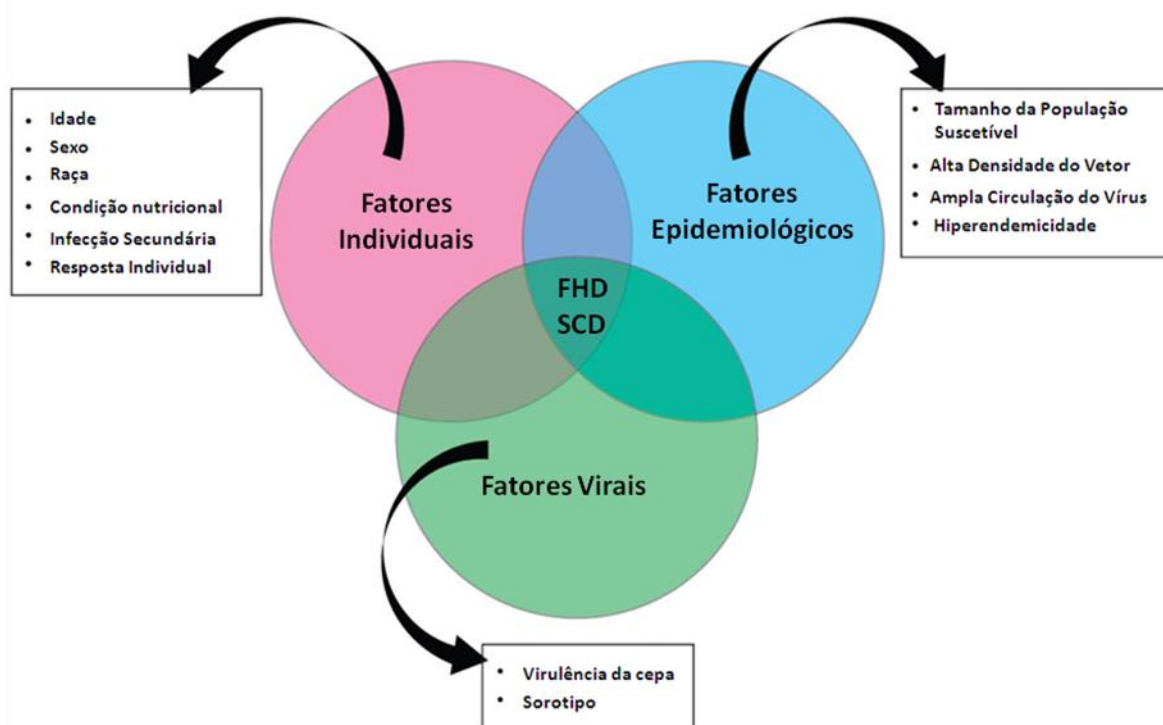 • Idade
• Sexo
• Raça
• Condição nutricional
• Infecção Secundária
• Resposta Individual
Fatores
Individuais
Fatores
Epidemiológicos
• Tamanho da População
Suscetível
• Alta Densidade do Vetor
• Ampla Circulação do Vírus
• Hiperendemicidade
FHD
SCD
Fatores Virais
• Virulência da cepa
• Sorotipo